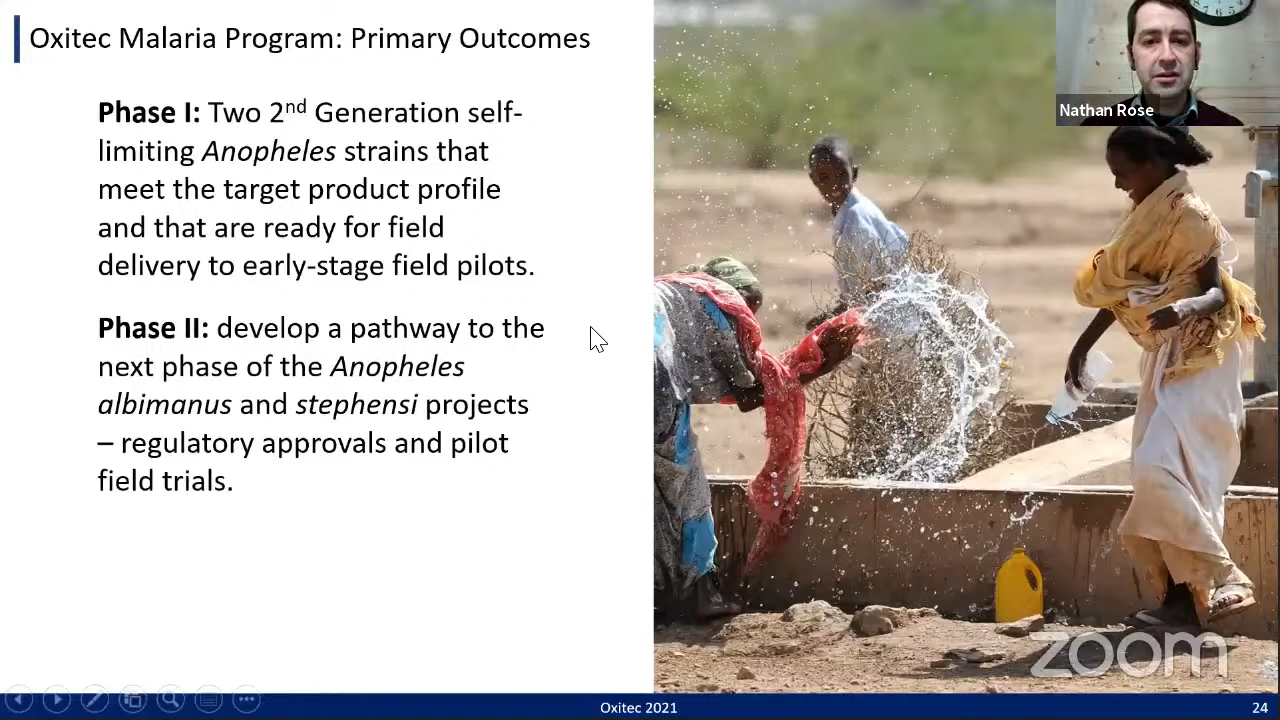 Oxitec Malaria Program: Primary Outcomes
Phase I: Two 2nd Generation self-
limiting Anopheles strains that
meet the target product profile
and that are ready for field
delivery to early-stage field pilots.
Phase II: develop a pathway to the
next phase of the Anopheles
albimanus and stephensi projects
– regulatory approvals and pilot
field trials.
Nathan Rose
zoom
Oxitec 2021
24